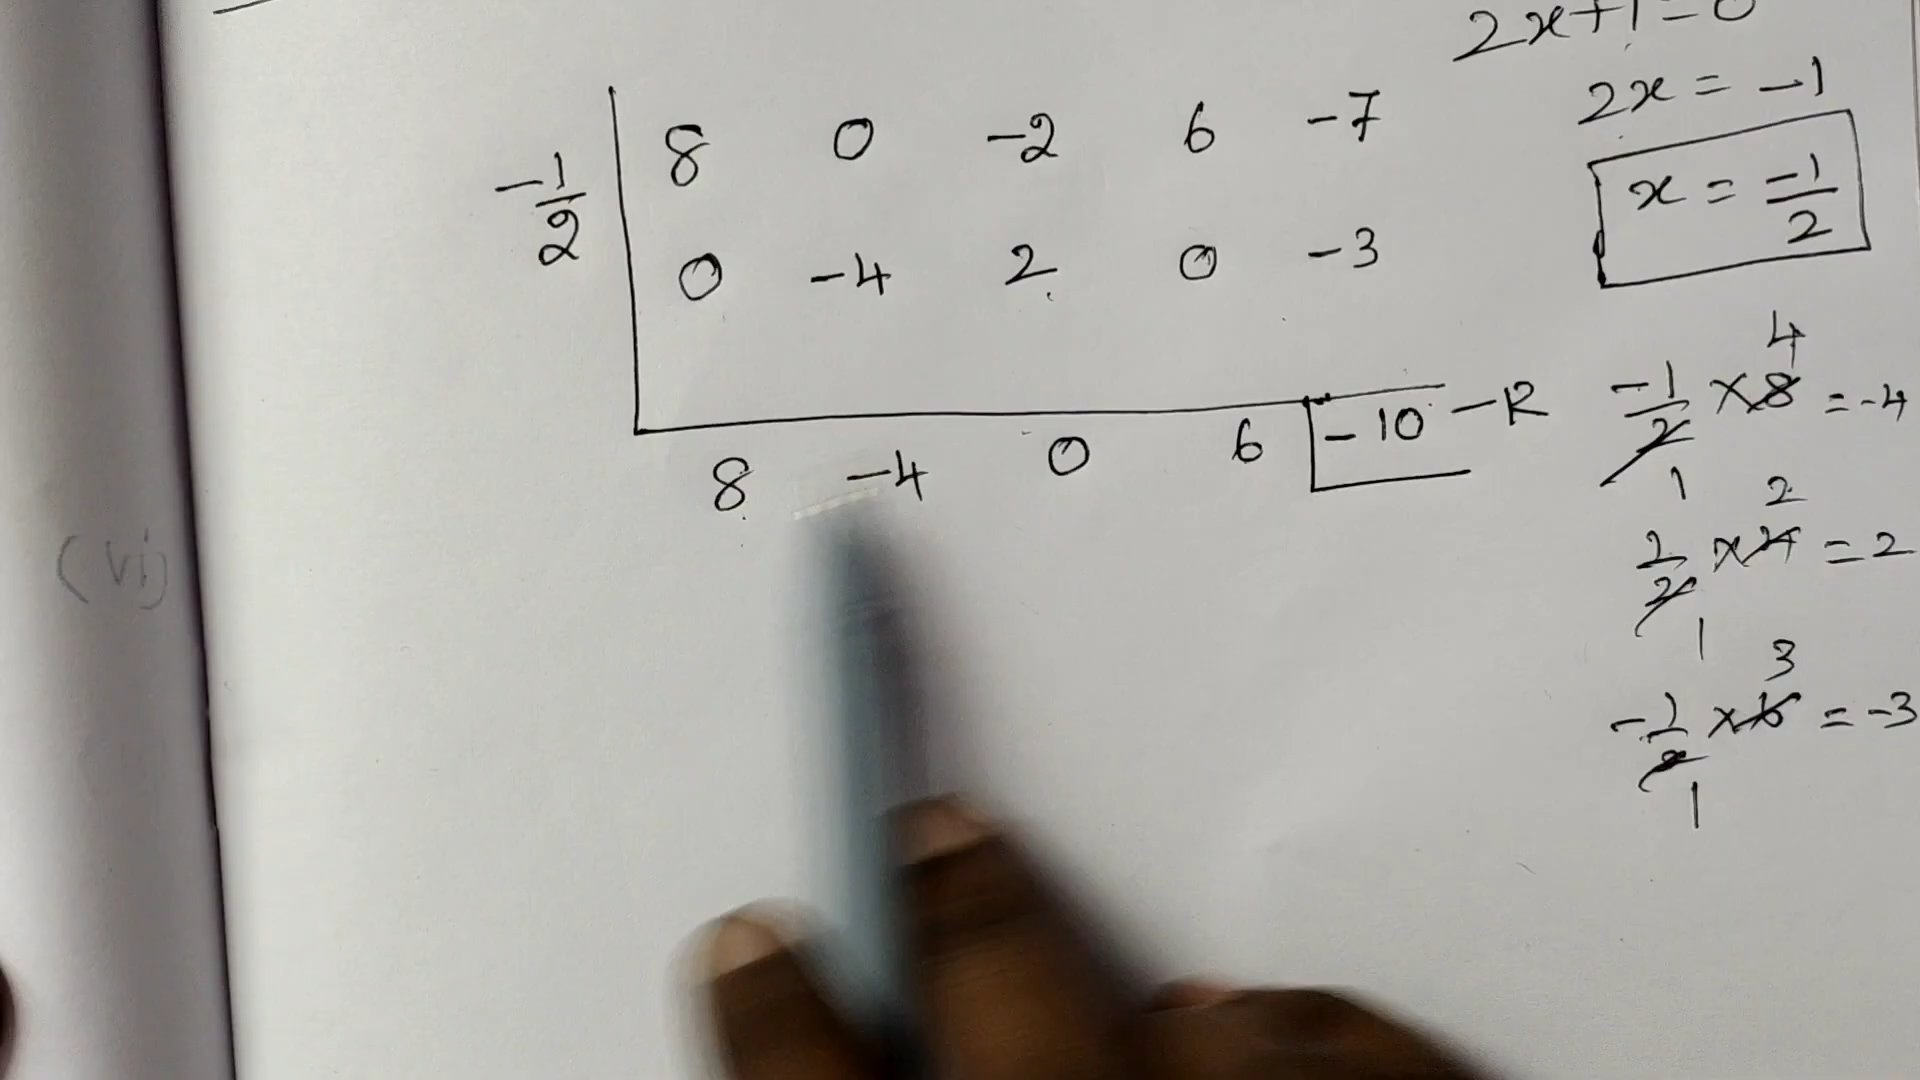 2x+1=0
2x = -1
x = -1/2
-1/2 | 8 0 -2 6 -7
0 -4 2 0 -3
8 -4 0 6 | -10 -R
4
-1/2 × 8 = -4
1
2
× 4 = 2
1
3
-1/2 × 6 = -3
1
(vi)